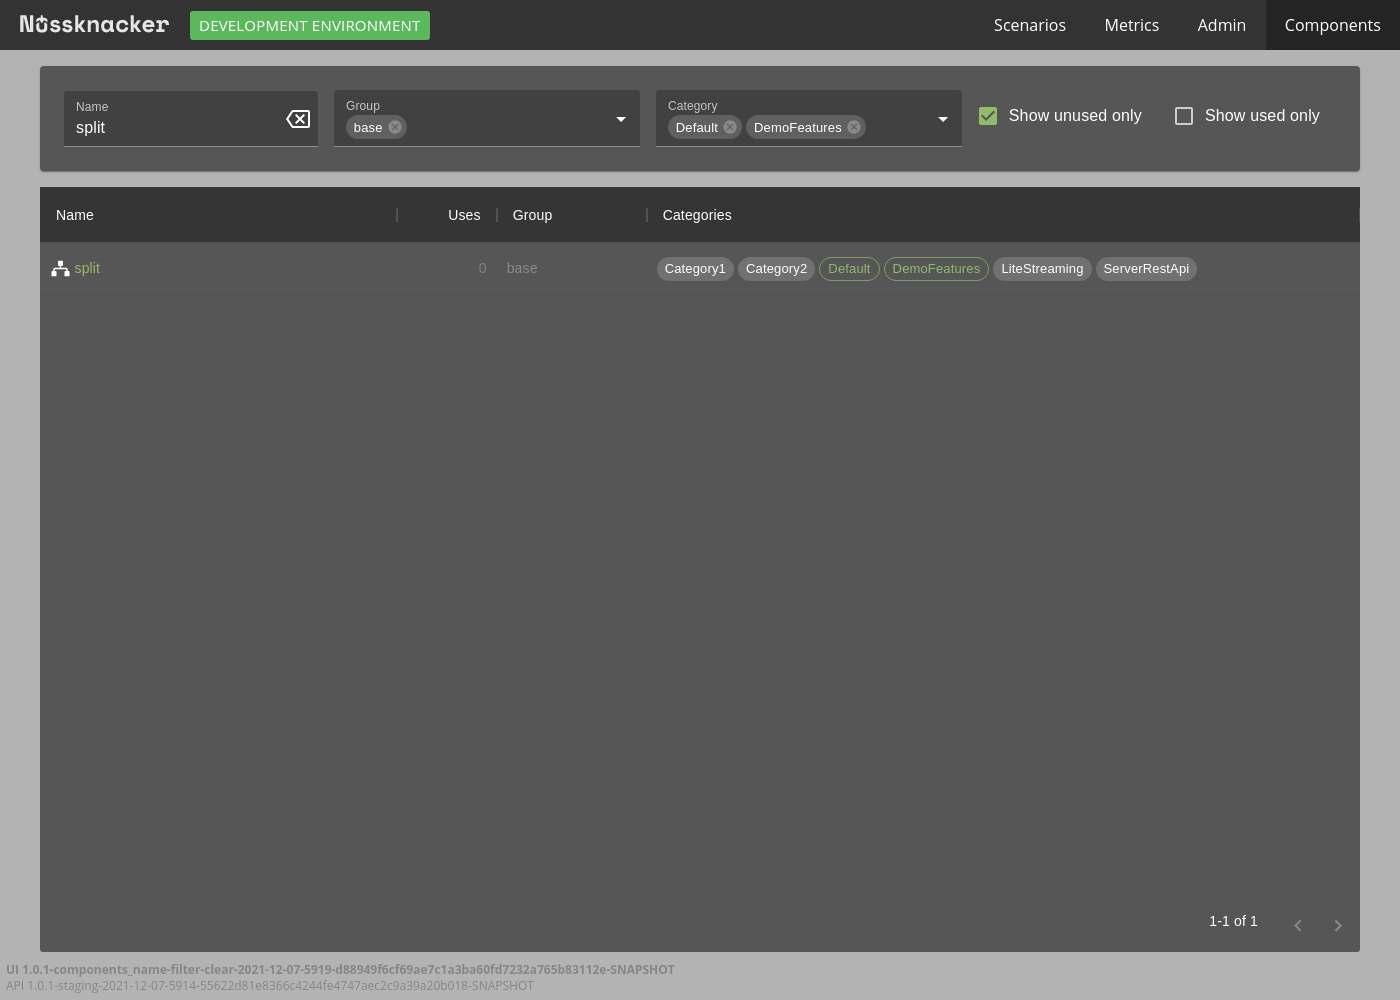 Nussknacker DEVELOPMENT ENVIRONMENT Scenarios Metrics Admin Components
Name Group Category
split base Default DemoFeatures Show unused only Show used only
Name Uses Group Categories
split 0 base Category1 Category2 Default DemoFeatures LiteStreaming ServerRestApi
1-1 of 1
UI 1.0.1-components_name-filter-clear-2021-12-07-5919-d88949f6cf69ae7c1a3ba60fd7232a765b83112e-SNAPSHOT
API 1.0.1-staging-2021-12-07-5914-55622d81e8366c4244fe4747aec2c9a39a20b018-SNAPSHOT